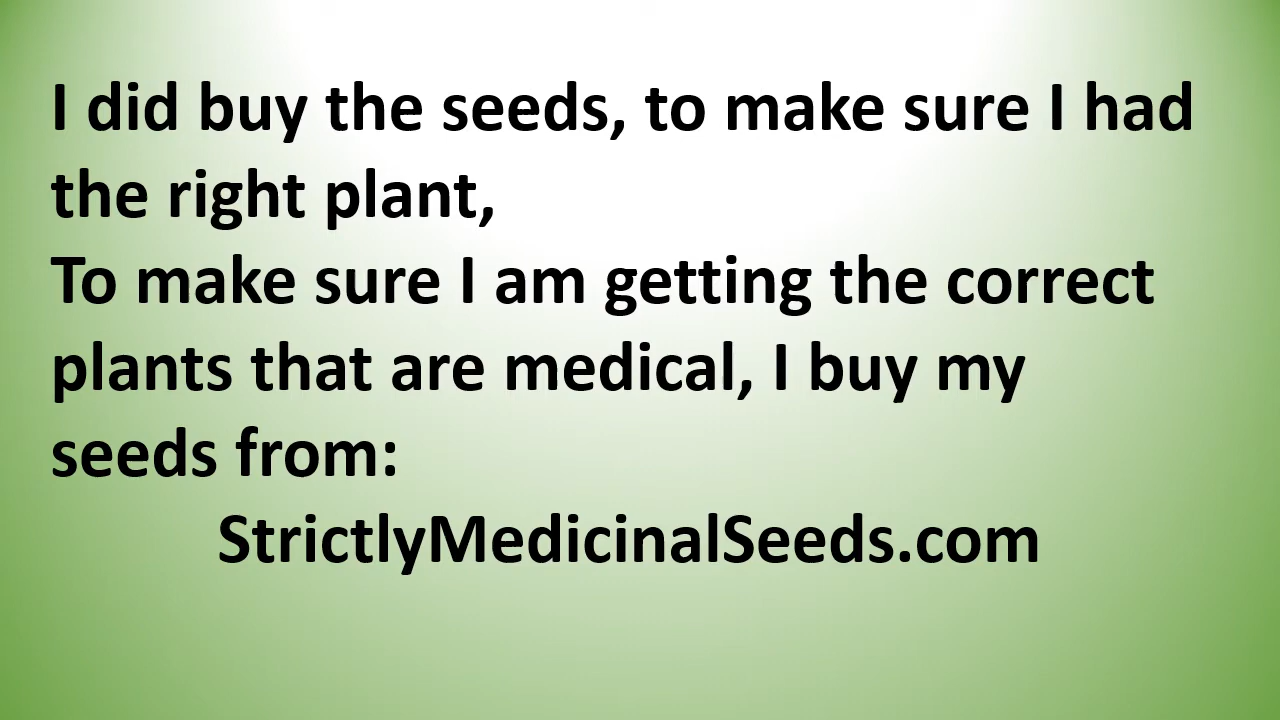 I did buy the seeds, to make sure I had
the right plant,
To make sure I am getting the correct
plants that are medical, I buy my
seeds from:
StrictlyMedicinalSeeds.com